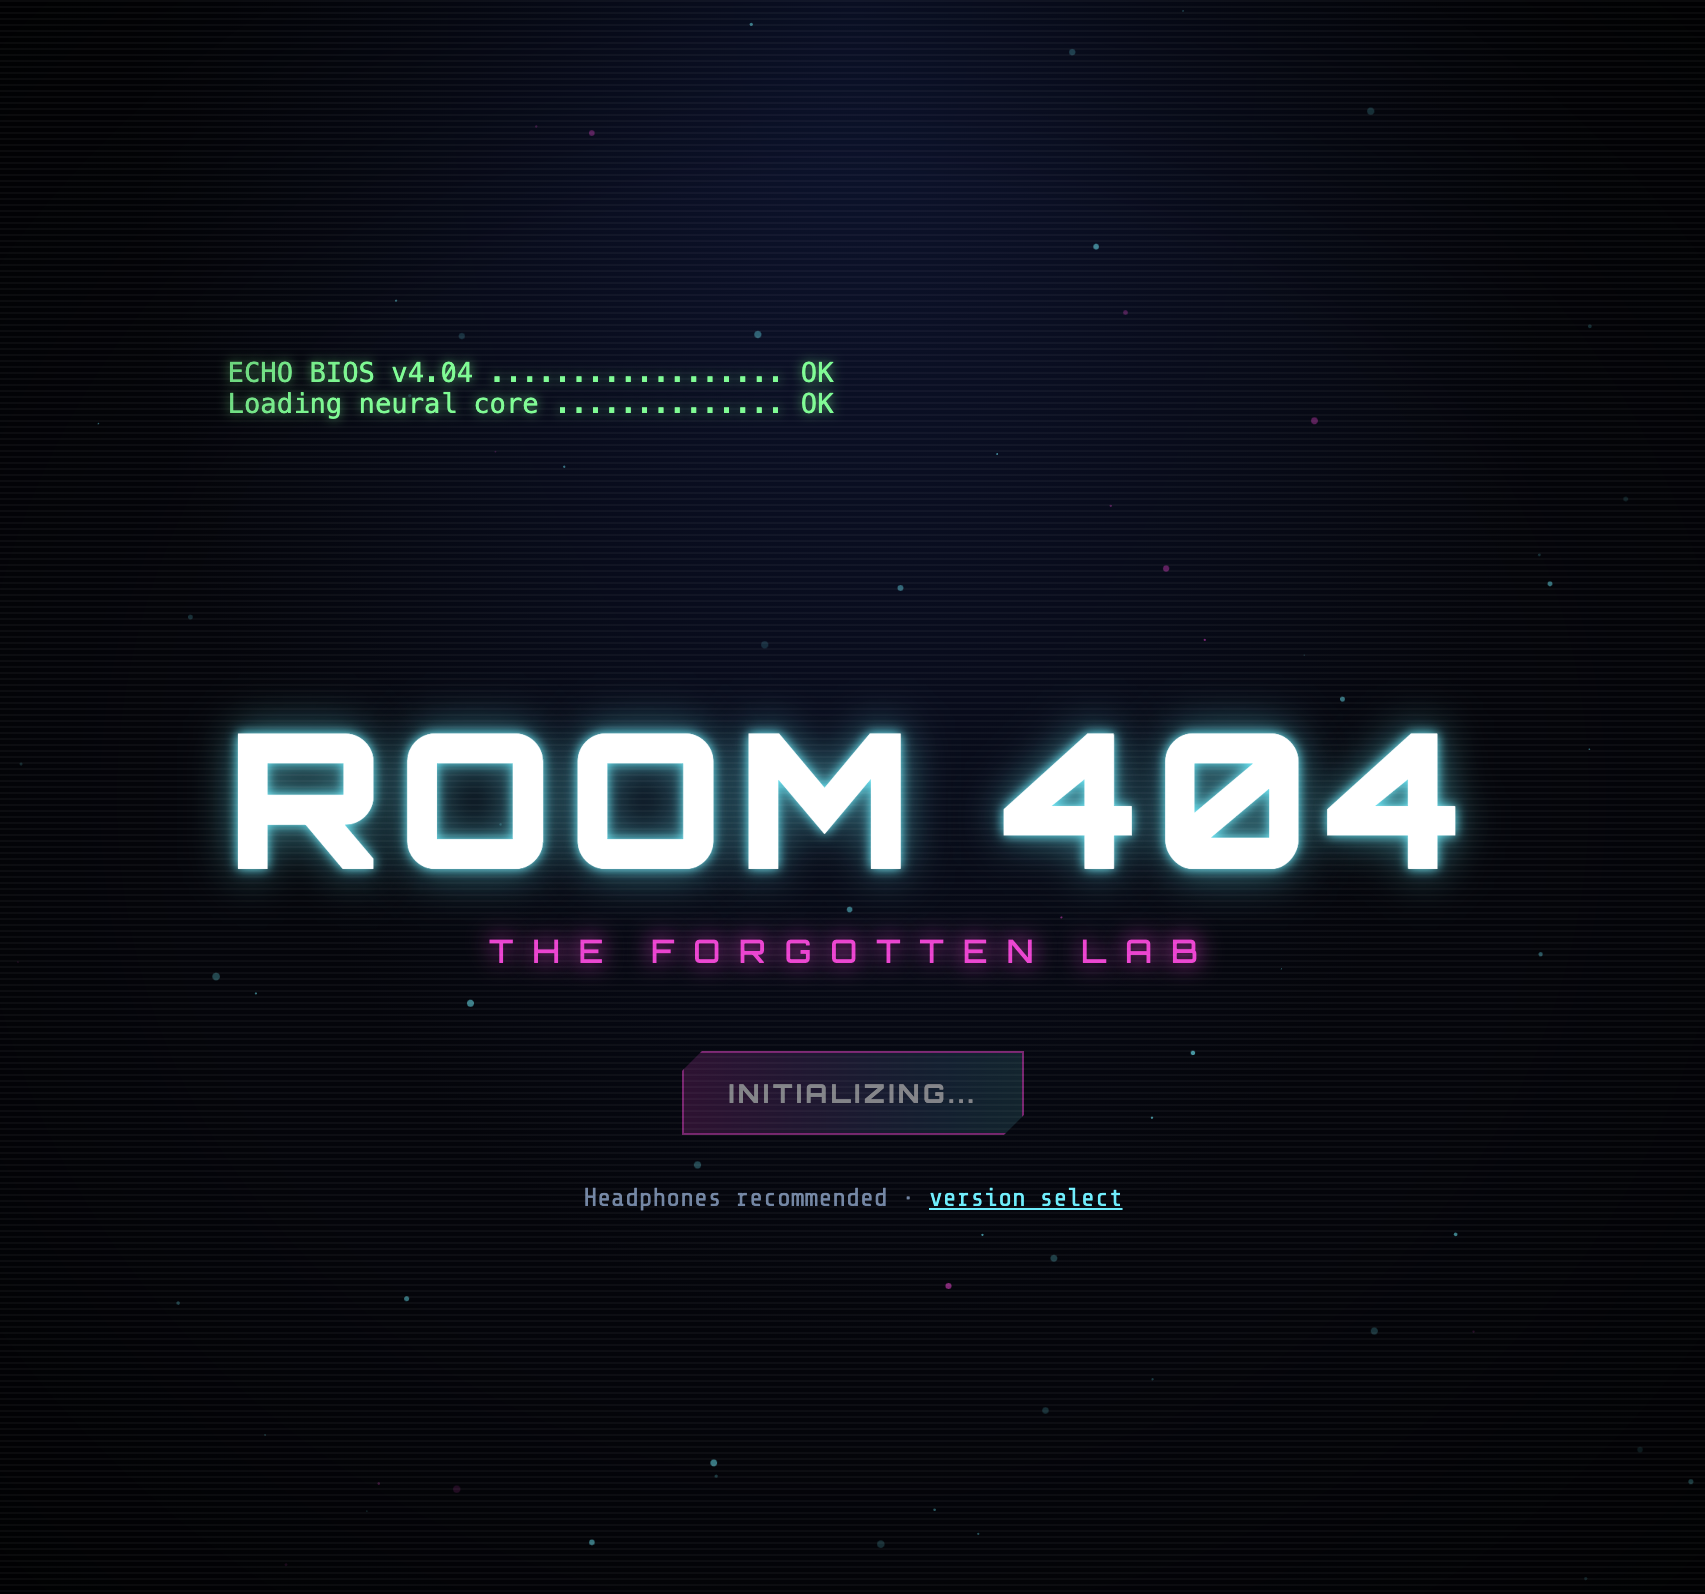 ECHO BIOS v4.04 .................. OK
Loading neural core .............. OK
ROOM 404
THE FORGOTTEN LAB
INITIALIZING...
Headphones recommended · version select